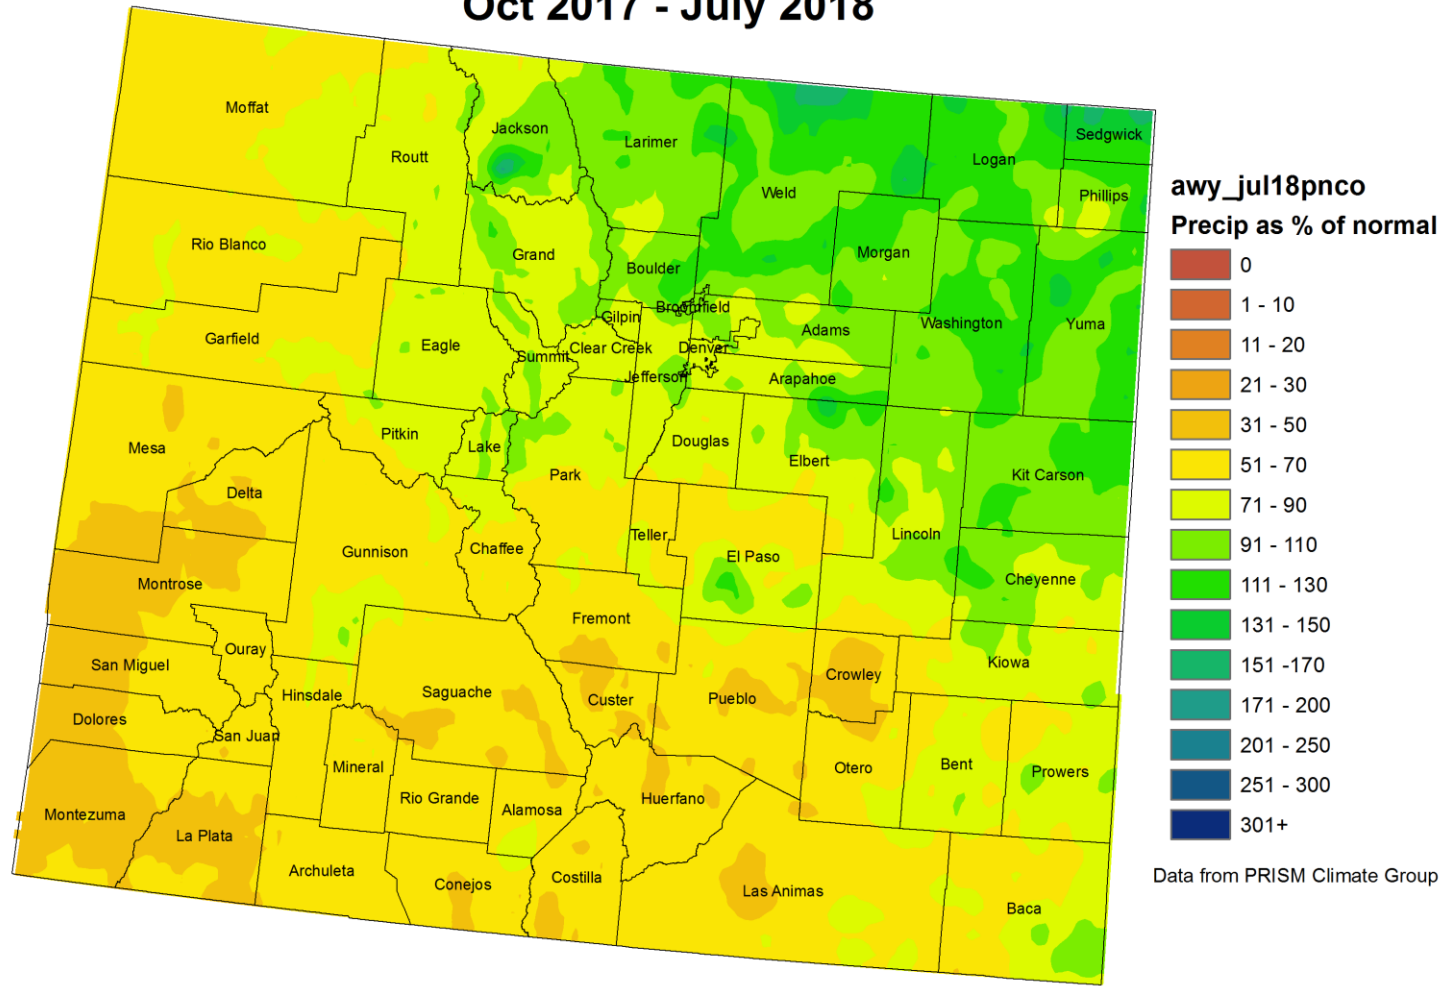 Oct 2017 - July 2018
Moffat
Routt
Jackson
Larimer
Weld
Logan
Sedgwick
Phillips
Rio Blanco
Grand
Boulder
Morgan
Broomfield
Gilpin
Adams
Washington
Yuma
Garfield
Eagle
Summit
Clear Creek
Denver
Jefferson
Arapahoe
Mesa
Pitkin
Lake
Park
Douglas
Elbert
Kit Carson
Delta
Gunnison
Chaffee
Teller
El Paso
Lincoln
Cheyenne
Montrose
Fremont
San Miguel
Ouray
Hinsdale
Saguache
Custer
Pueblo
Crowley
Kiowa
Dolores
San Juan
Mineral
Rio Grande
Alamosa
Huerfano
Otero
Bent
Prowers
Montezuma
La Plata
Archuleta
Conejos
Costilla
Las Animas
Baca
awy_jul18pnco
Precip as % of normal
0
1 - 10
11 - 20
21 - 30
31 - 50
51 - 70
71 - 90
91 - 110
111 - 130
131 - 150
151 -170
171 - 200
201 - 250
251 - 300
301+
Data from PRISM Climate Group